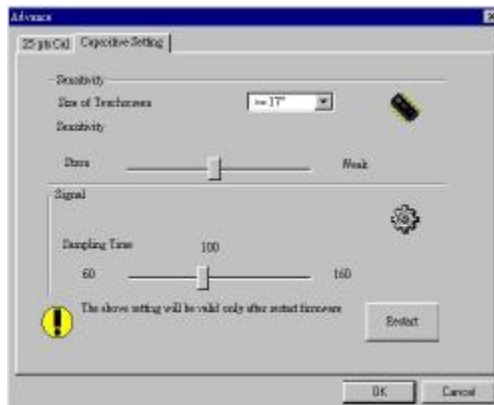 Advance
25 pts Cal Capacitive Setting
Sensitivity
Size of Touchscreen >= 17"
Sensitivity
Weak
Signal
Sampling Time 100
60 160
The above setting will be valid only after restart firmware
Restart
OK Cancel